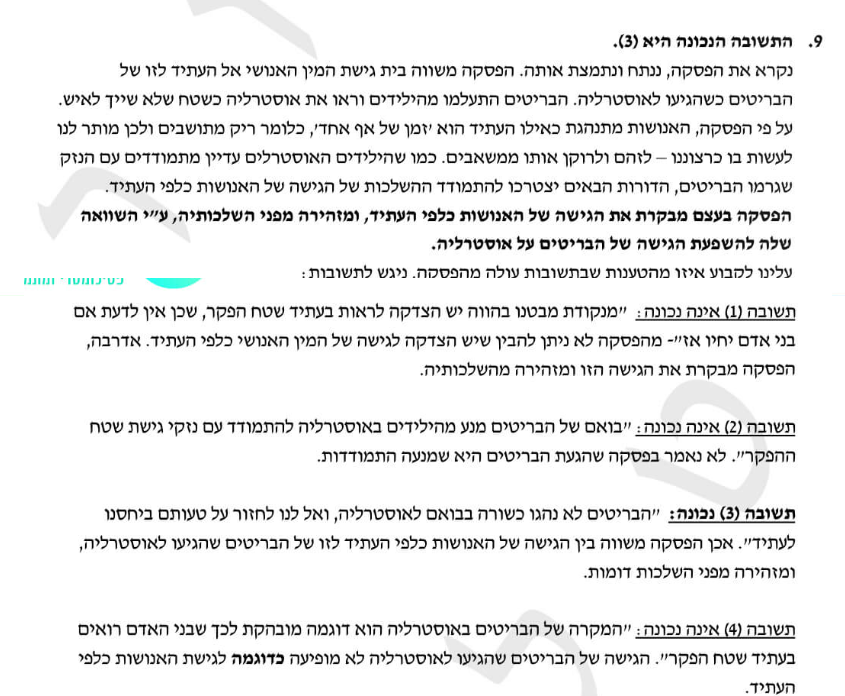 9. התשובה הנכונה היא (3).
נקרא את הפסקה, ננתח ונתמצת אותה. הפסקה משווה בית גישת המין האנושי אל העתיד לזו של
הבריטים כשהגיעו לאוסטרליה. הבריטים התעלמו מהילידים וראו את אוסטרליה כשטח שלא שייך לאיש.
על פי הפסקה, האנושות מתנהגת כאילו העתיד הוא 'זמן של אף אחד', כלומר ריק מתושבים ולכן מותר לנו
לעשות בו כרצוננו – לזהם ולרוקן אותו ממשאבים. כמו שהילידים האוסטרלים עדיין מתמודדים עם הנזק
שגרמו הבריטים, הדורות הבאים יצטרכו להתמודד ההשלכות של הגישה של האנושות כלפי העתיד.
הפסקה בעצם מבקרת את הגישה של האנושות כלפי העתיד, ומזהירה מפני השלכותיה, ע״י השוואה
שלה להשפעת הגישה של הבריטים על אוסטרליה.
עלינו לקבוע איזו מהטענות שבתשובות עולה מהפסקה. ניגש לתשובות:
תשובה (1) אינה נכונה: ״מנקודת מבטנו בהווה יש הצדקה לראות בעתיד שטח הפקר, שכן אין לדעת אם
בני אדם יחיו אז״- מהפסקה לא ניתן להבין שיש הצדקה לגישה של המין האנושי כלפי העתיד. אדרבה,
הפסקה מבקרת את הגישה הזו ומזהירה מהשלכותיה.
תשובה (2) אינה נכונה: ״בואם של הבריטים מנע מהילידים באוסטרליה להתמודד עם נזקי גישת שטח
ההפקר״. לא נאמר בפסקה שהגעת הבריטים היא שמנעה התמודדות.
תשובה (3) נכונה: ״הבריטים לא נהגו כשורה בבואם לאוסטרליה, ואל לנו לחזור על טעותם ביחסנו
לעתיד״. אכן הפסקה משווה בין הגישה של האנושות כלפי העתיד לזו של הבריטים שהגיעו לאוסטרליה,
ומזהירה מפני השלכות דומות.
תשובה (4) אינה נכונה: ״המקרה של הבריטים באוסטרליה הוא דוגמה מובהקת לכך שבני האדם רואים
בעתיד שטח הפקר״. הגישה של הבריטים שהגיעו לאוסטרליה לא מופיעה כדוגמה לגישת האנושות כלפי
העתיד.